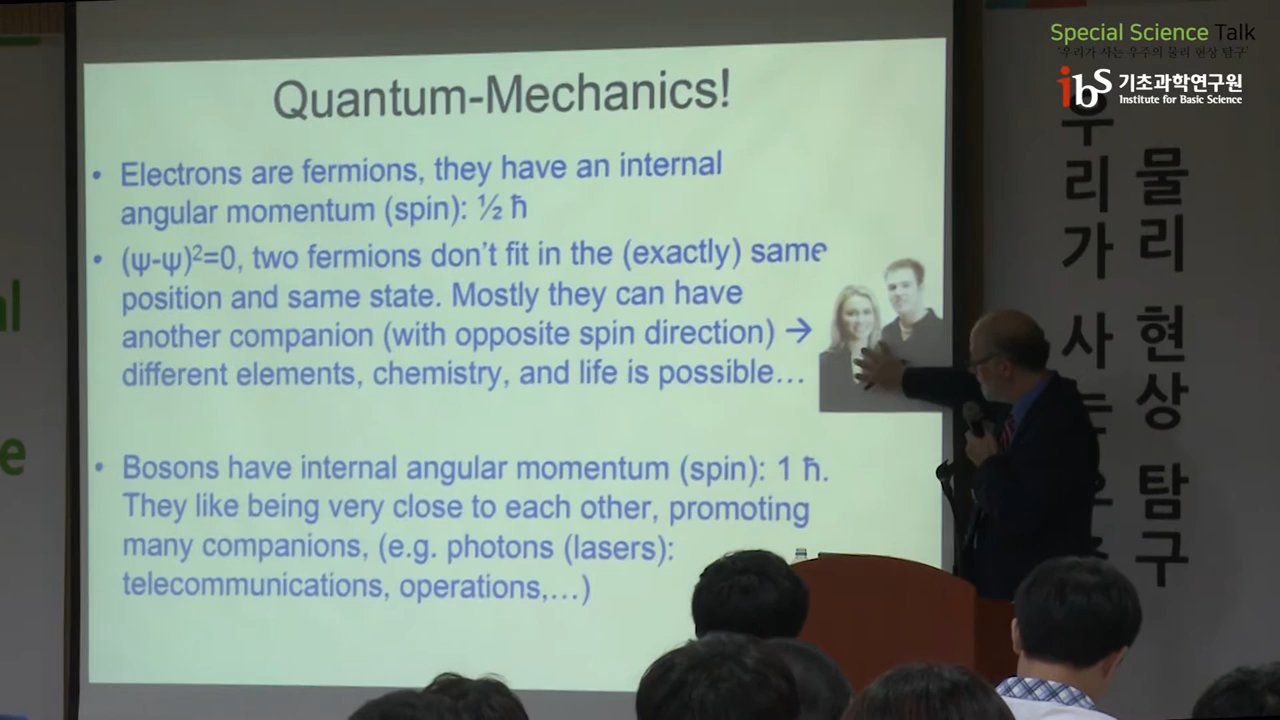 Special Science Talk
'우리가 사는 우주의 물리 현상 탐구'
ibs 기초과학연구원
Institute for Basic Science
Quantum-Mechanics!
• Electrons are fermions, they have an internal
angular momentum (spin): ½ ħ
• (ψ-ψ)²=0, two fermions don't fit in the (exactly) same
position and same state. Mostly they can have
another companion (with opposite spin direction) →
different elements, chemistry, and life is possible…
• Bosons have internal angular momentum (spin): 1 ħ.
They like being very close to each other, promoting
many companions, (e.g. photons (lasers):
telecommunications, operations,…)
우리가 사는
물리 현상 탐구